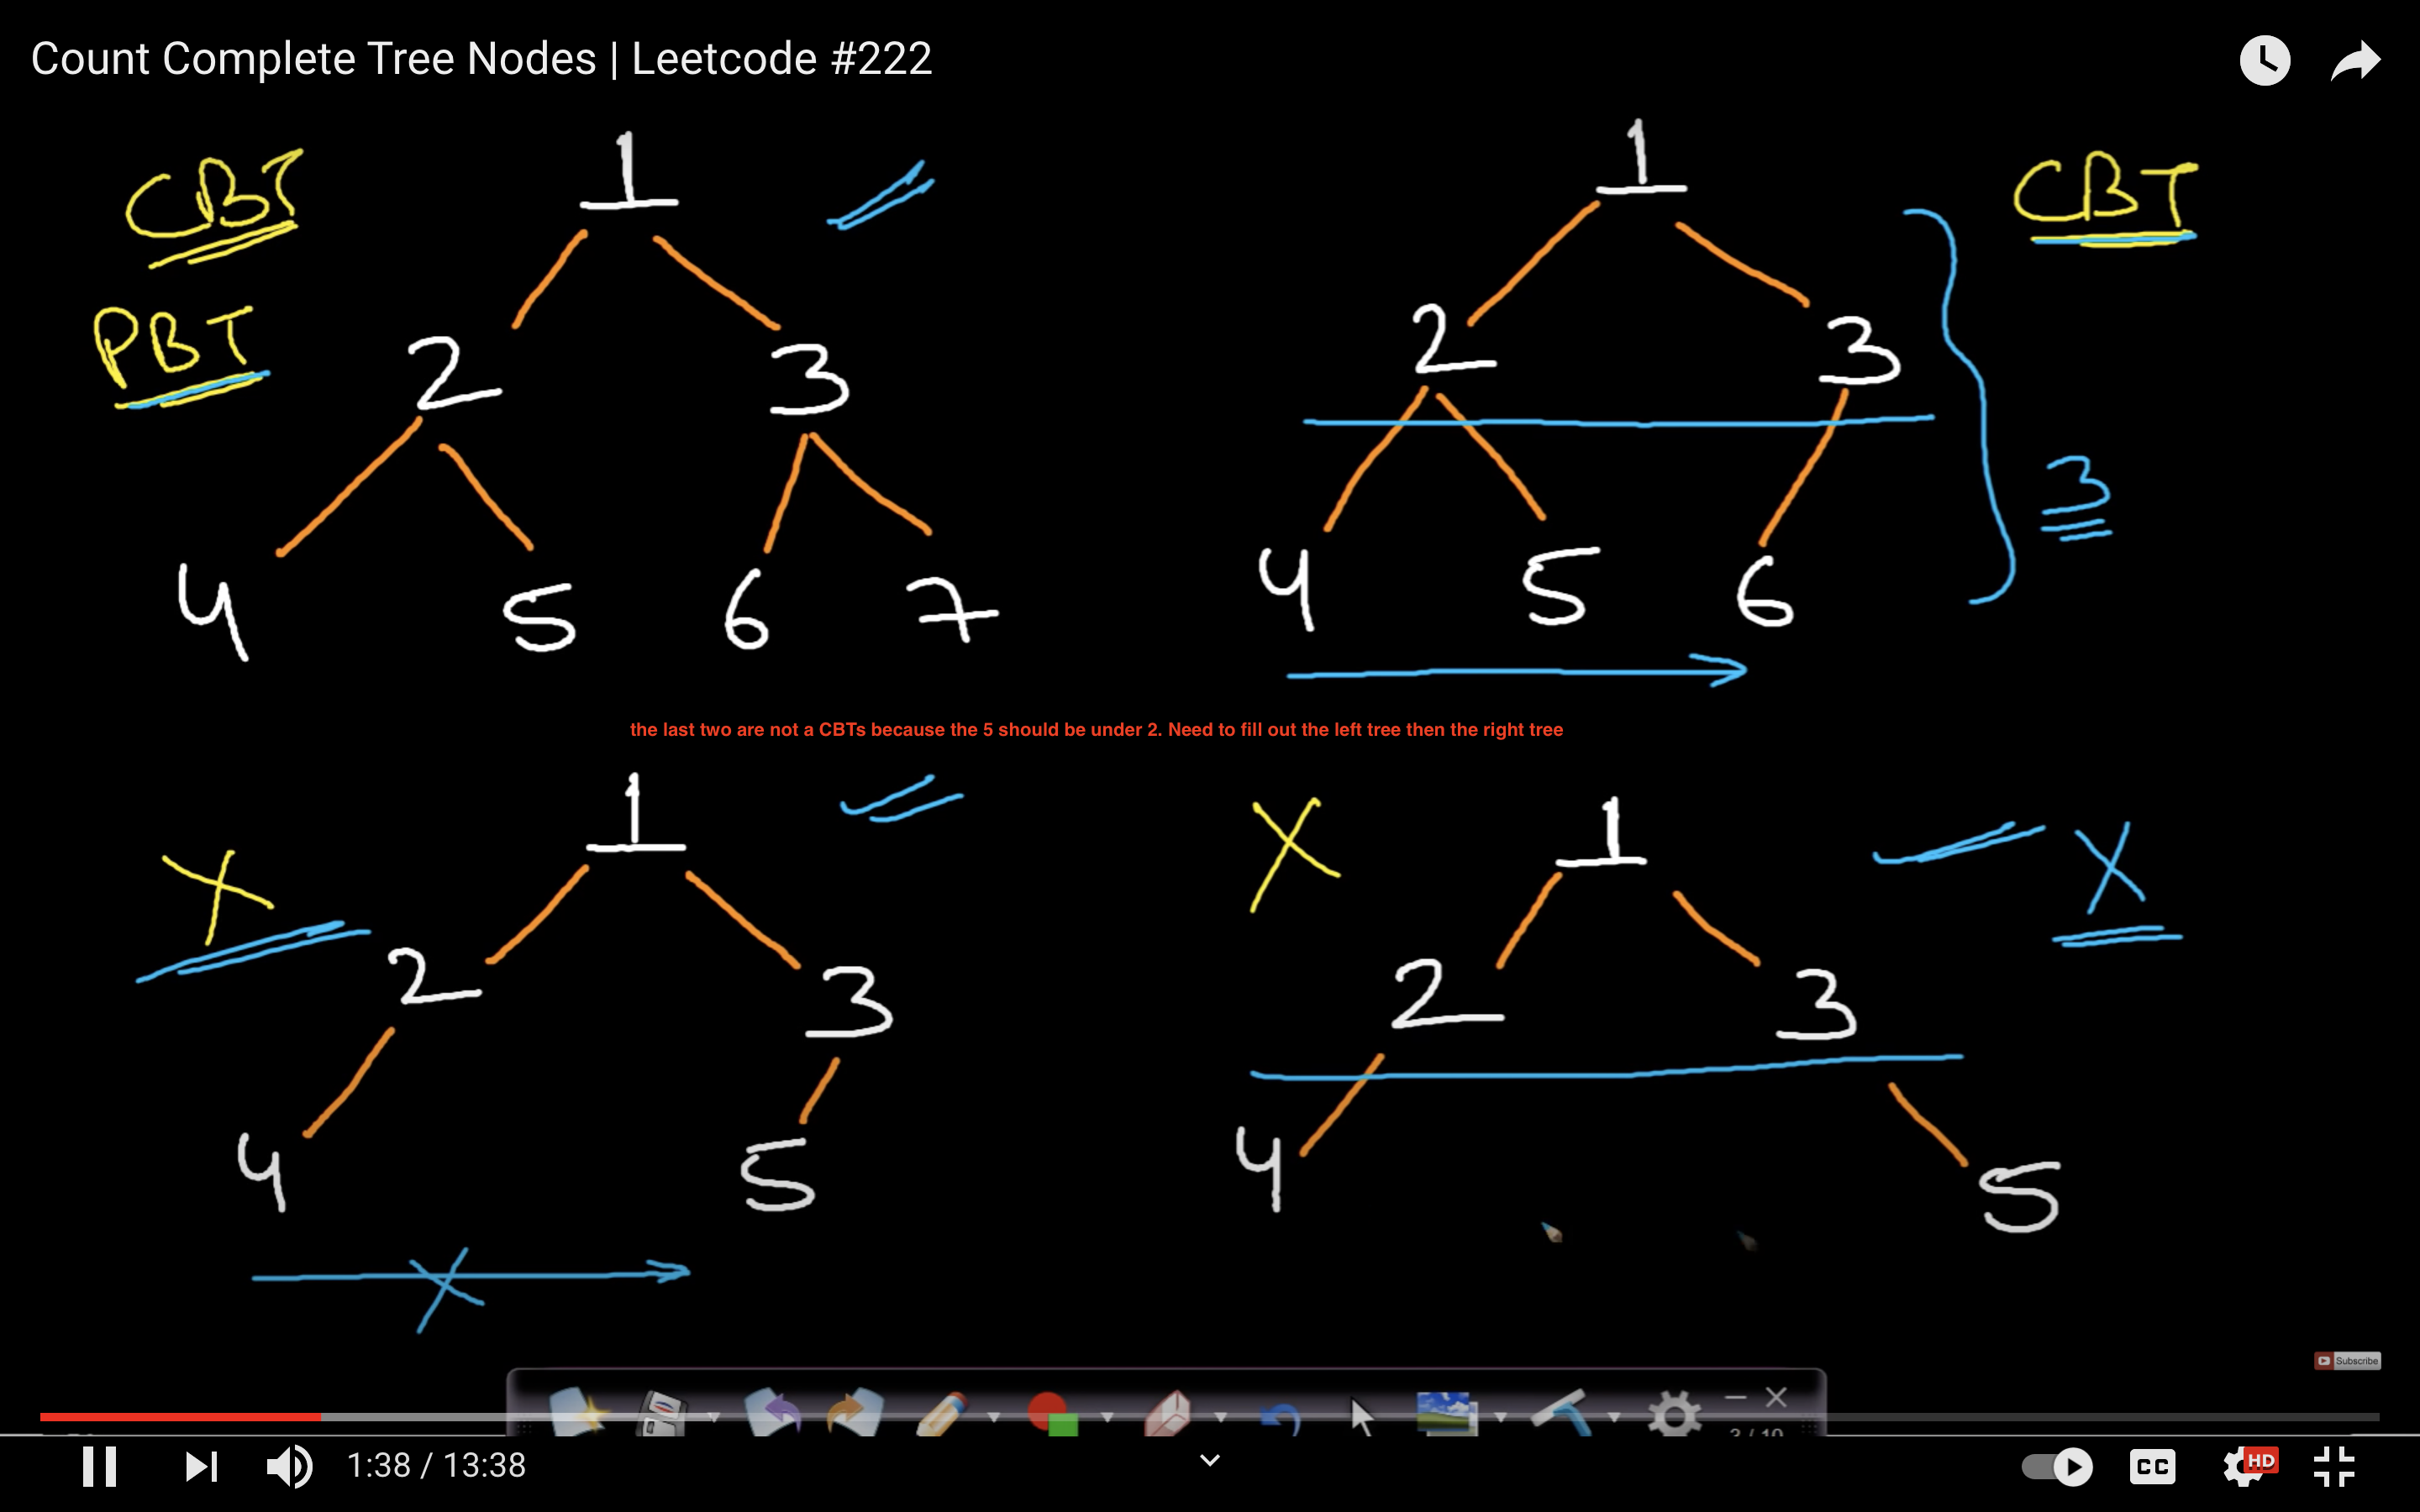 Count Complete Tree Nodes | Leetcode #222
CBT
PBT
1
2 3
4 5 6 7
1
2 3
4 5 6
CBT
3
the last two are not a CBTs because the 5 should be under 2. Need to fill out the left tree then the right tree
X
1
2 3
4 5
X
X
1
2 3
4 5
X
Subscribe
1:38 / 13:38
CC
HD